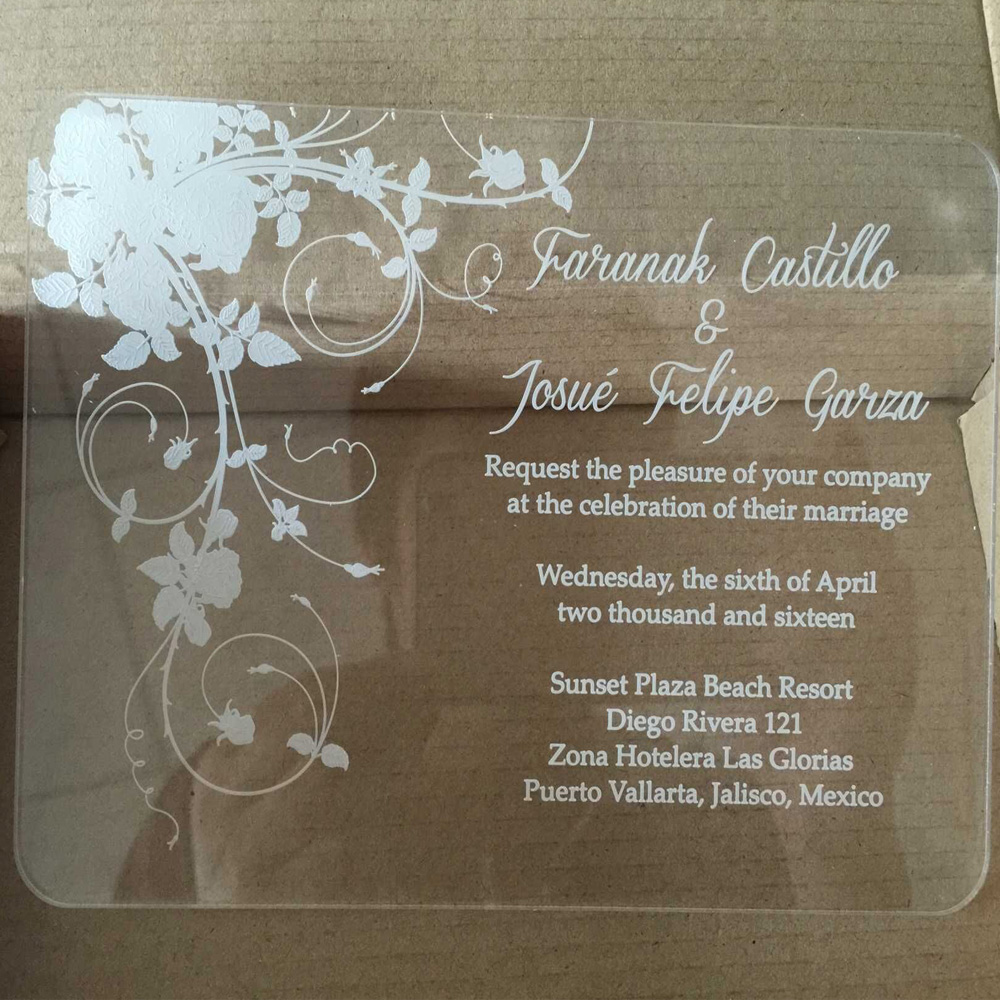 Faranak Castillo
&
Josué Felipe Garza
Request the pleasure of your company
at the celebration of their marriage
Wednesday, the sixth of April
two thousand and sixteen
Sunset Plaza Beach Resort
Diego Rivera 121
Zona Hotelera Las Glorias
Puerto Vallarta, Jalisco, Mexico